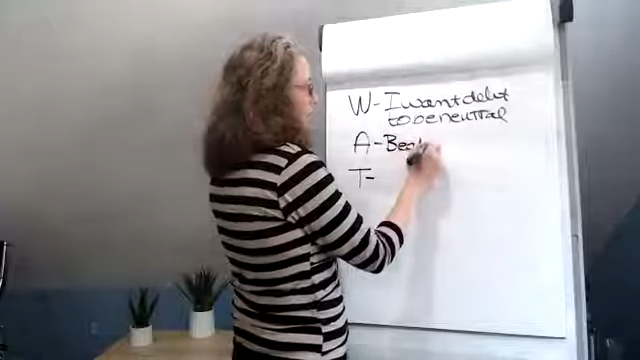 W- I want debt
to be neutral
A-
T-